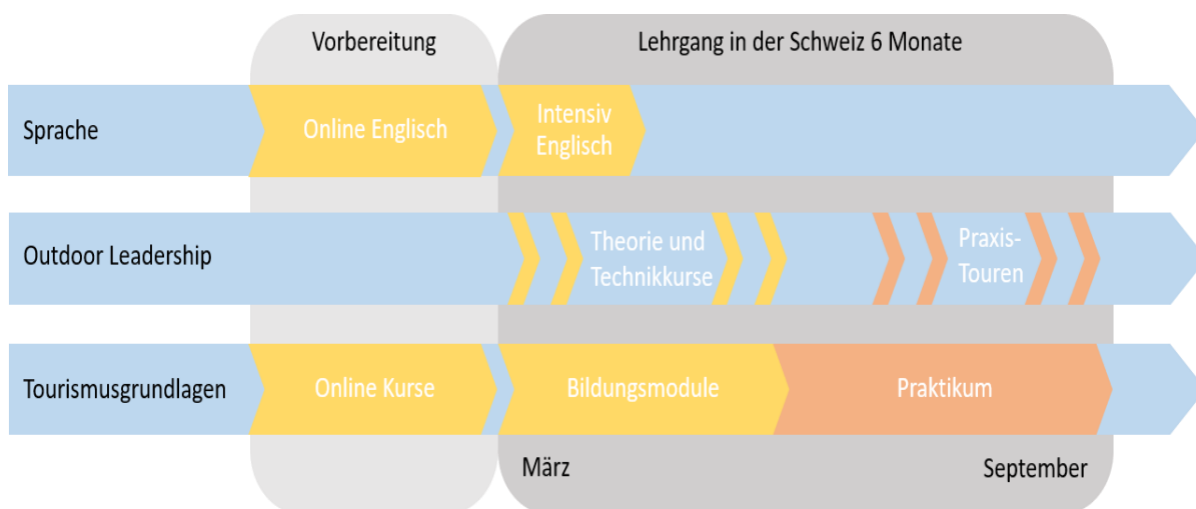 Vorbereitung
Lehrgang in der Schweiz 6 Monate
Sprache
Online Englisch
Intensiv
Englisch
Outdoor Leadership
Theorie und
Technikkurse
Praxis-
Touren
Tourismusgrundlagen
Online Kurse
Bildungsmodule
Praktikum
März
September